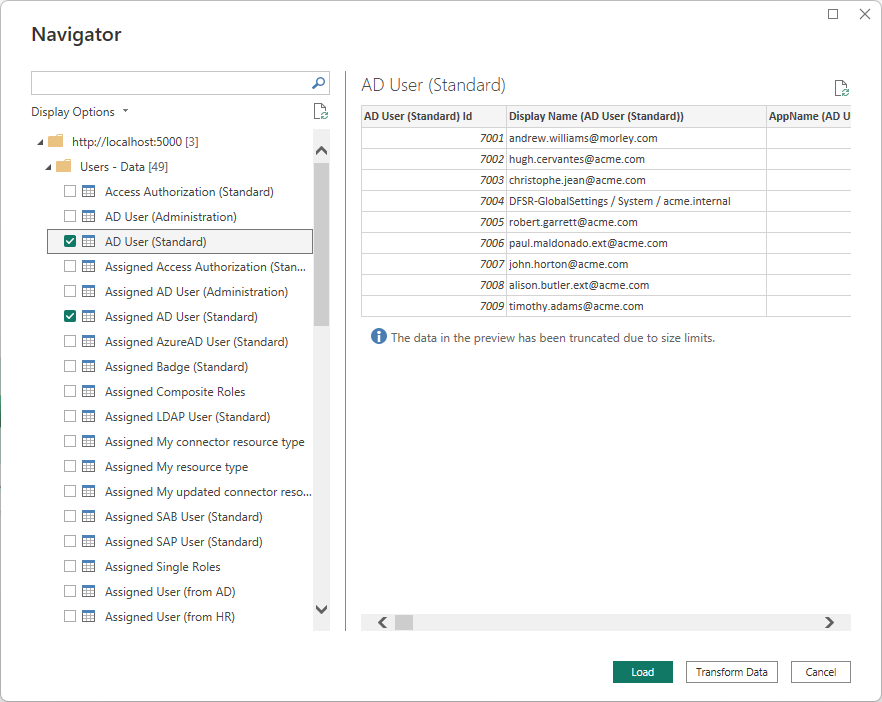 Navigator
Display Options
http://localhost:5000 [3]
Users - Data [49]
Access Authorization (Standard)
AD User (Administration)
AD User (Standard)
Assigned Access Authorization (Stan...
Assigned AD User (Administration)
Assigned AD User (Standard)
Assigned AzureAD User (Standard)
Assigned Badge (Standard)
Assigned Composite Roles
Assigned LDAP User (Standard)
Assigned My connector resource type
Assigned My resource type
Assigned My updated connector reso...
Assigned SAB User (Standard)
Assigned SAP User (Standard)
Assigned Single Roles
Assigned User (from AD)
Assigned User (from HR)
AD User (Standard)
AD User (Standard) Id Display Name (AD User (Standard)) AppName (AD U
7001 andrew.williams@morley.com
7002 hugh.cervantes@acme.com
7003 christophe.jean@acme.com
7004 DFSR-GlobalSettings / System / acme.internal
7005 robert.garrett@acme.com
7006 paul.maldonado.ext@acme.com
7007 john.horton@acme.com
7008 alison.butler.ext@acme.com
7009 timothy.adams@acme.com
The data in the preview has been truncated due to size limits.
Load Transform Data Cancel